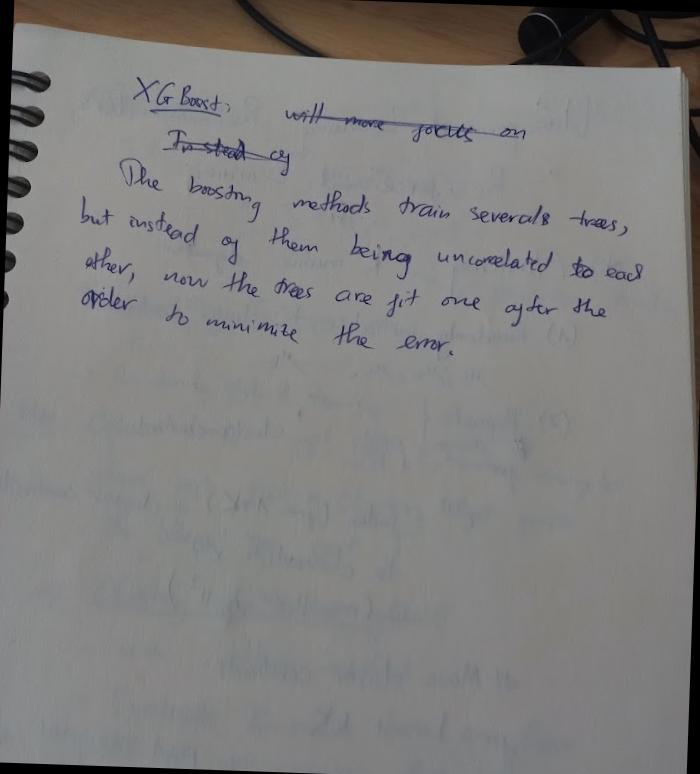 XGBoost, will more focus on
Instead of
The boosting methods train severals trees,
but instead of them being uncorrelated to each
other, now the trees are fit one after the
order to minimize the error.